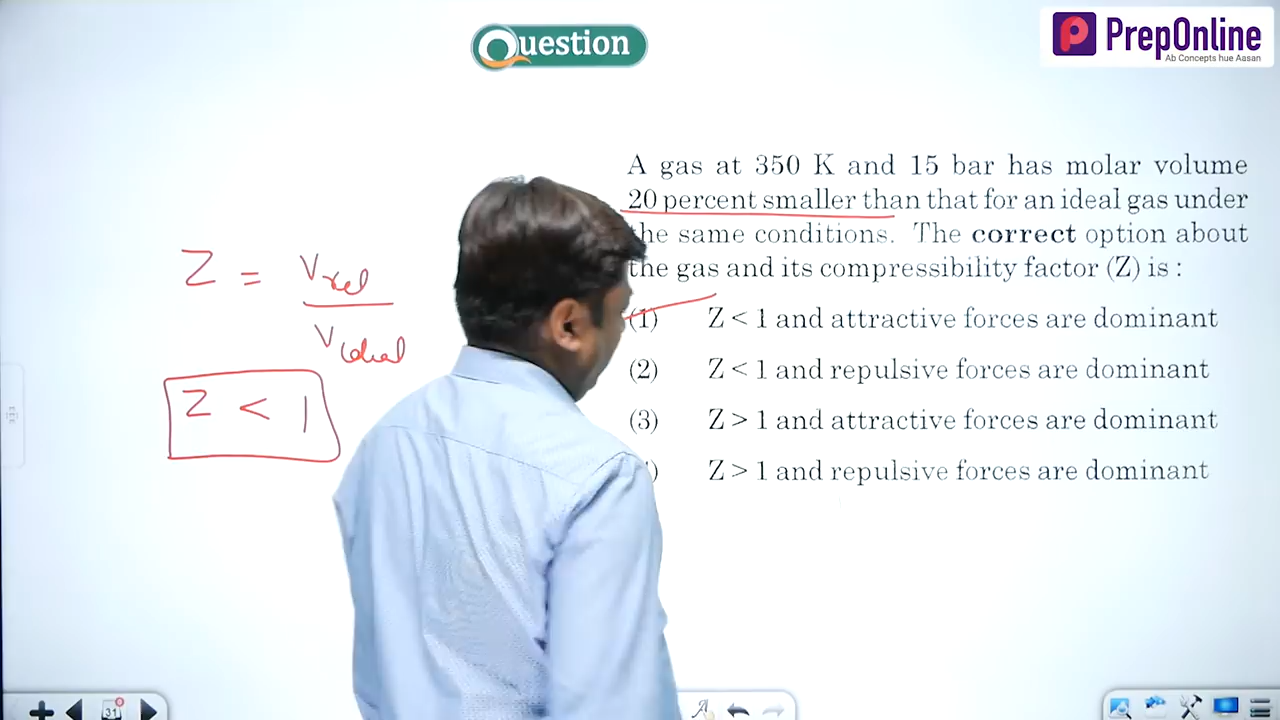 Question
PrepOnline
Ab Concepts hue Aasan
A gas at 350 K and 15 bar has molar volume
20 percent smaller than that for an ideal gas under
the same conditions. The correct option about
the gas and its compressibility factor (Z) is :
(1) Z < 1 and attractive forces are dominant
(2) Z < 1 and repulsive forces are dominant
(3) Z > 1 and attractive forces are dominant
Z > 1 and repulsive forces are dominant
Z = V real
V ideal
Z < 1
31